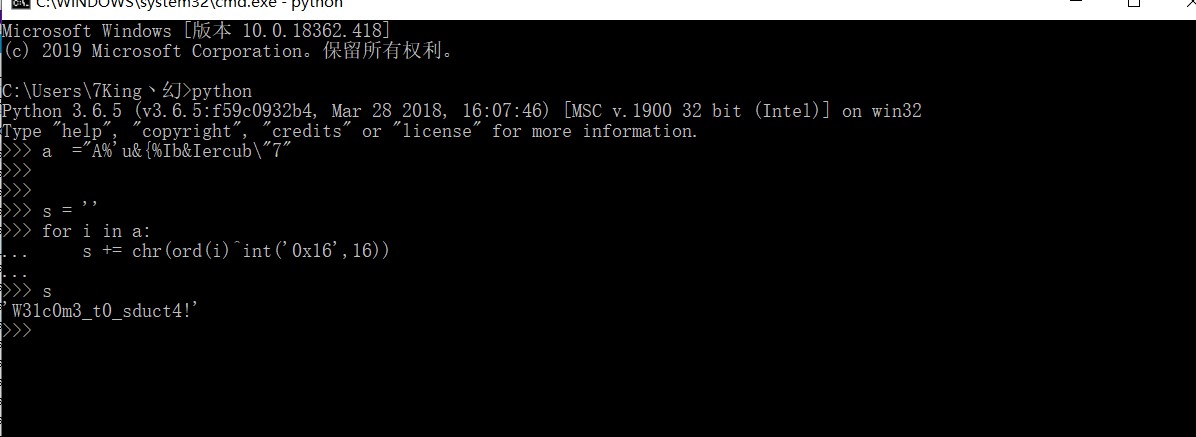 C:\WINDOWS\system32\cmd.exe - python
Microsoft Windows [版本 10.0.18362.418]
(c) 2019 Microsoft Corporation。保留所有权利。
C:\Users\7King丶幻>python
Python 3.6.5 (v3.6.5:f59c0932b4, Mar 28 2018, 16:07:46) [MSC v.1900 32 bit (Intel)] on win32
Type "help", "copyright", "credits" or "license" for more information.
>>> a  ="A%'u&{%Ib&Iercub\"7"
>>>
>>>
>>> s = ''
>>> for i in a:
...     s += chr(ord(i)^int('0x16',16))
...
>>> s
'W31c0m3_t0_sduct4!'
>>>